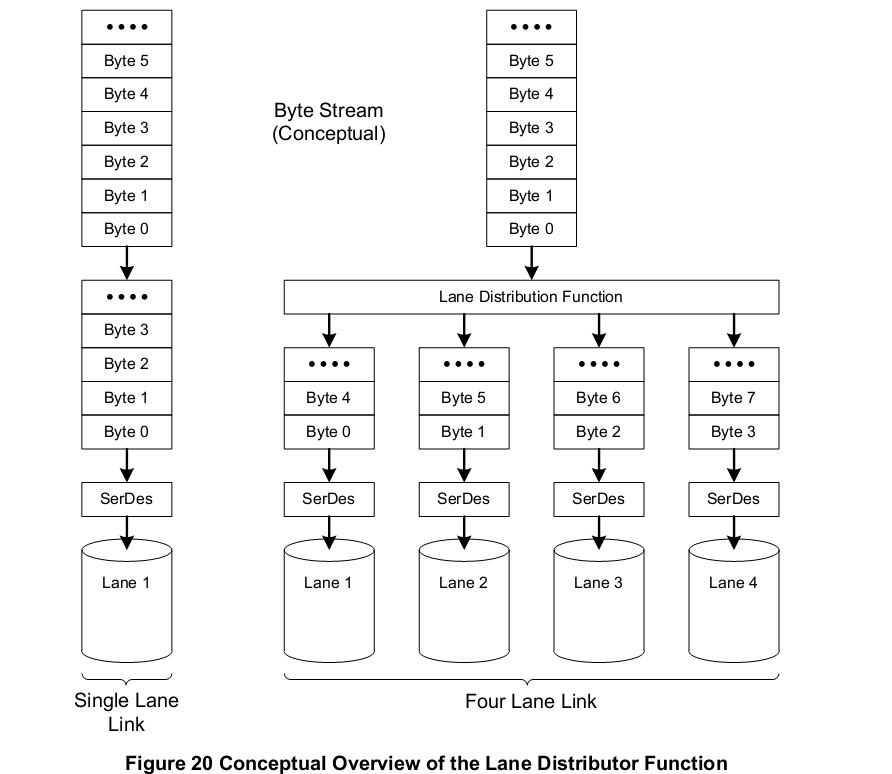 ••••
Byte 5
Byte 4
Byte 3
Byte 2
Byte 1
Byte 0
••••
Byte 3
Byte 2
Byte 1
Byte 0
SerDes
Lane 1
Single Lane
Link
Byte Stream
(Conceptual)
••••
Byte 5
Byte 4
Byte 3
Byte 2
Byte 1
Byte 0
Lane Distribution Function
•••• •••• •••• ••••
Byte 4 Byte 5 Byte 6 Byte 7
Byte 0 Byte 1 Byte 2 Byte 3
SerDes SerDes SerDes SerDes
Lane 1 Lane 2 Lane 3 Lane 4
Four Lane Link
Figure 20 Conceptual Overview of the Lane Distributor Function